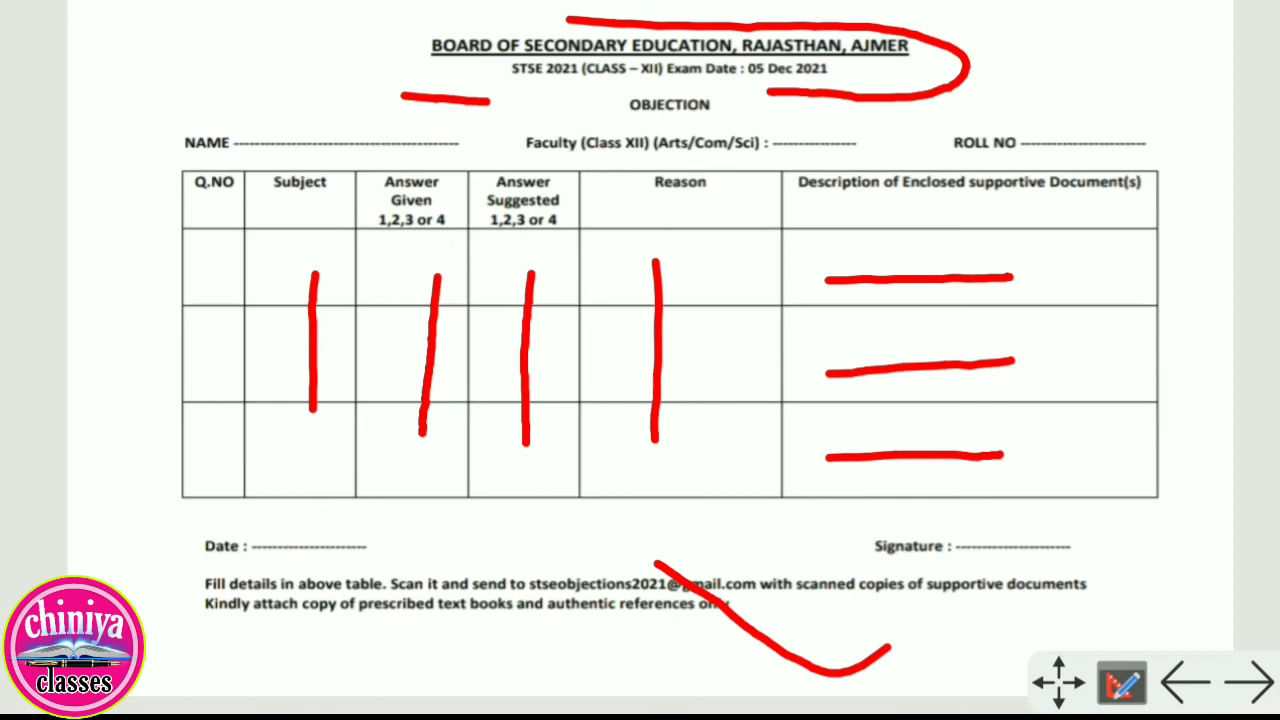 BOARD OF SECONDARY EDUCATION, RAJASTHAN, AJMER
STSE 2021 (CLASS – XII) Exam Date : 05 Dec 2021
OBJECTION
NAME ------------------------------------------- Faculty (Class XII) (Arts/Com/Sci) : ---------------- ROLL NO ------------------------
Q.NO Subject Answer Given 1,2,3 or 4 Answer Suggested 1,2,3 or 4 Reason Description of Enclosed supportive Document(s)
Date : ---------------------- Signature : ----------------------
Fill details in above table. Scan it and send to stseobjections2021@gmail.com with scanned copies of supportive documents
Kindly attach copy of prescribed text books and authentic references only
chiniya
classes